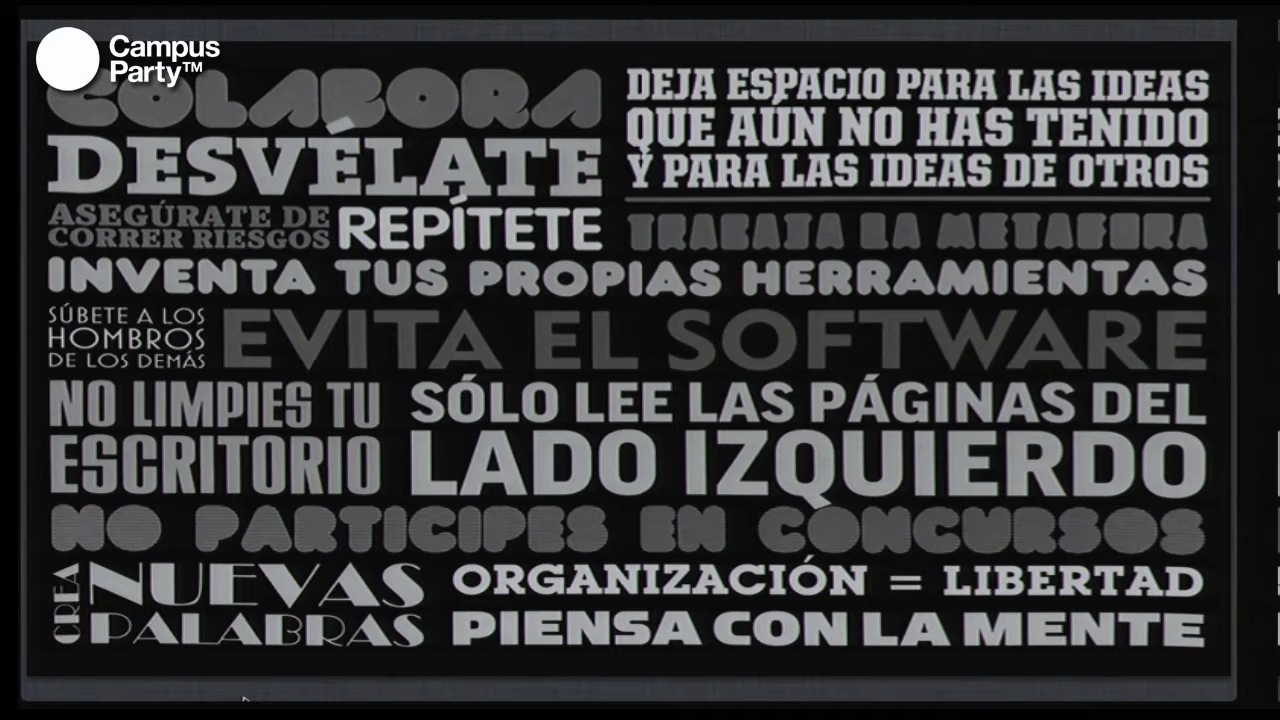 Campus
Party™
COLABORA
DESVÉLATE
ASEGÚRATE DE
CORRER RIESGOS
REPÍTETE
DEJA ESPACIO PARA LAS IDEAS
QUE AÚN NO HAS TENIDO
Y PARA LAS IDEAS DE OTROS
TRABAJA LA METAFORA
INVENTA TUS PROPIAS HERRAMIENTAS
SÚBETE A LOS
HOMBROS
DE LOS DEMÁS
EVITA EL SOFTWARE
NO LIMPIES TU
ESCRITORIO
SÓLO LEE LAS PÁGINAS DEL
LADO IZQUIERDO
NO PARTICIPES EN CONCURSOS
CREA
NUEVAS
PALABRAS
ORGANIZACIÓN = LIBERTAD
PIENSA CON LA MENTE